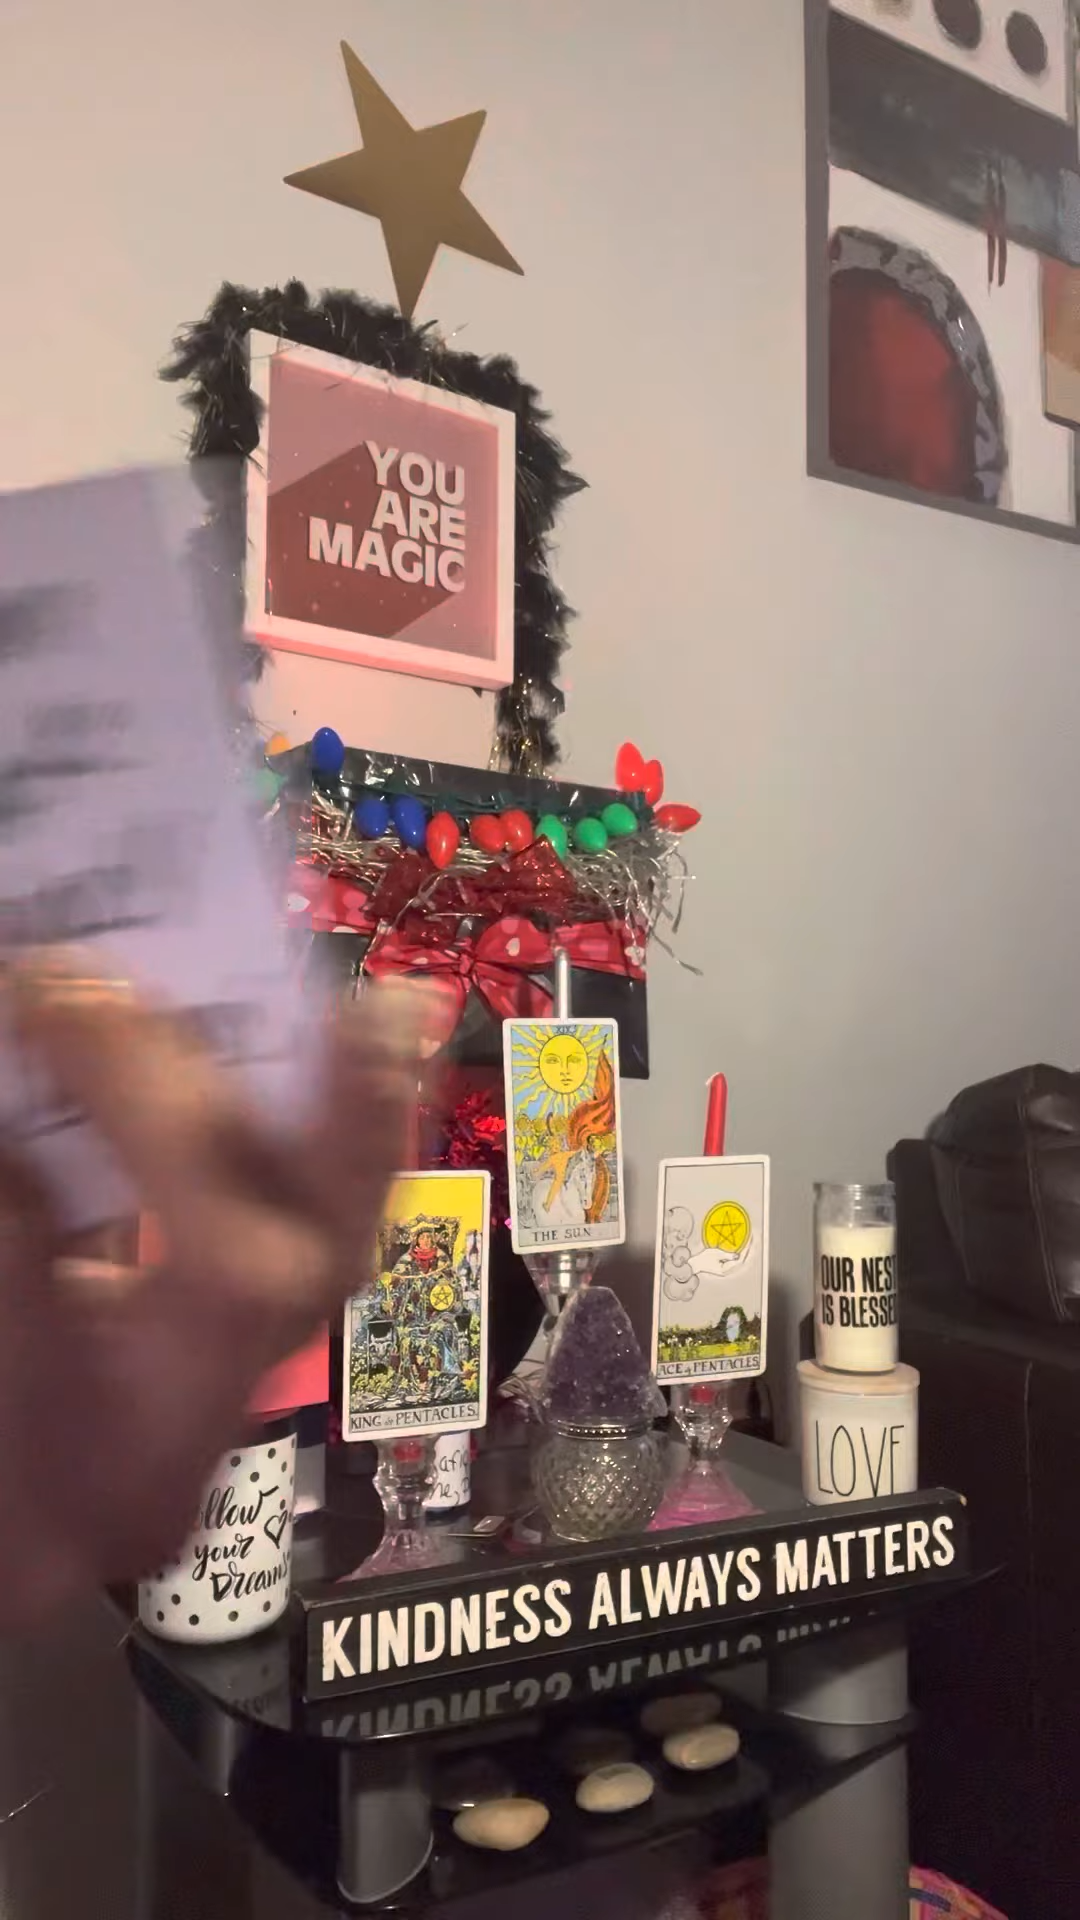 YOU
ARE
MAGIC
XIX
THE SUN
ACE of PENTACLES
KING of PENTACLES
OUR NEST
IS BLESSED
LOVE
your
Dreams
KINDNESS ALWAYS MATTERS